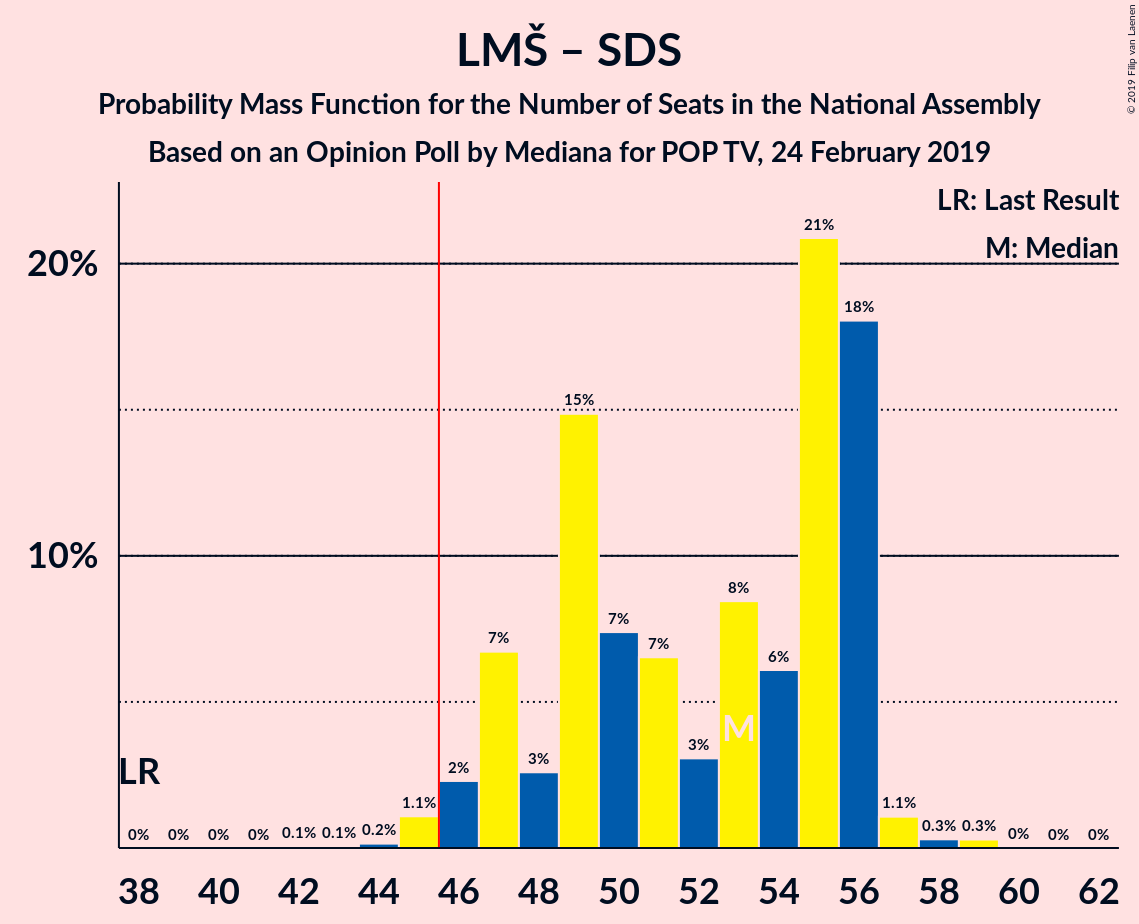 LMŠ – SDS
Probability Mass Function for the Number of Seats in the National Assembly
Based on an Opinion Poll by Mediana for POP TV, 24 February 2019
© 2019 Filip van Laenen
LR: Last Result
M: Median
20%
10%
LR
M
0% 0% 0% 0% 0.1% 0.1% 0.2% 1.1% 2% 7% 3% 15% 7% 7% 3% 8% 6% 21% 18% 1.1% 0.3% 0.3% 0% 0% 0%
38 40 42 44 46 48 50 52 54 56 58 60 62